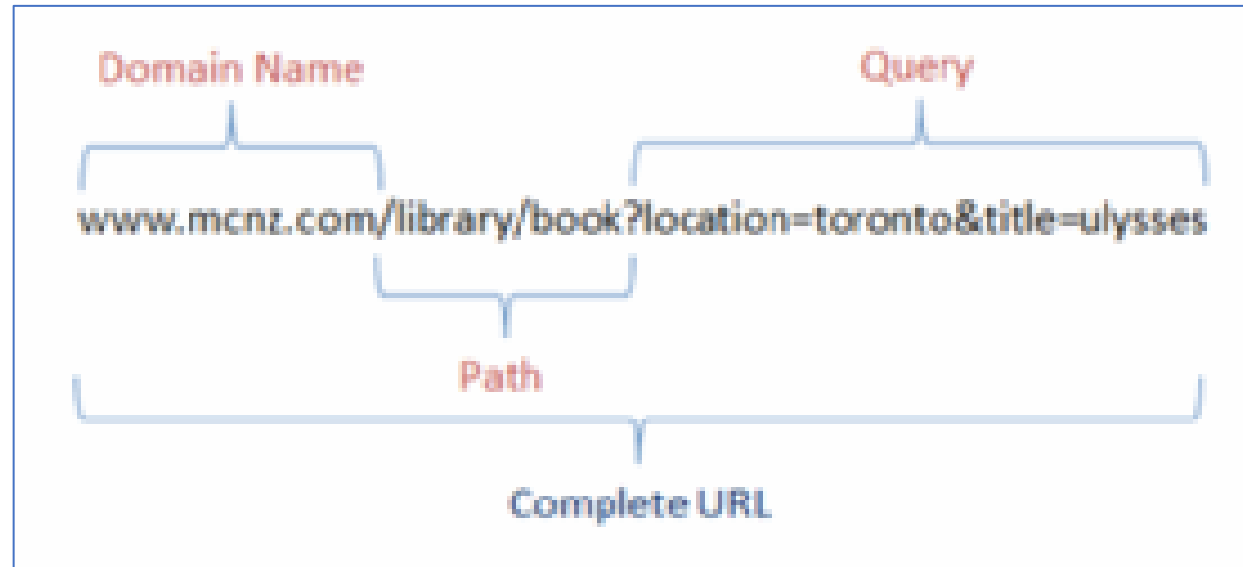 Domain Name Query
www.mcnz.com/library/book?location=toronto&title=ulysses
Path
Complete URL